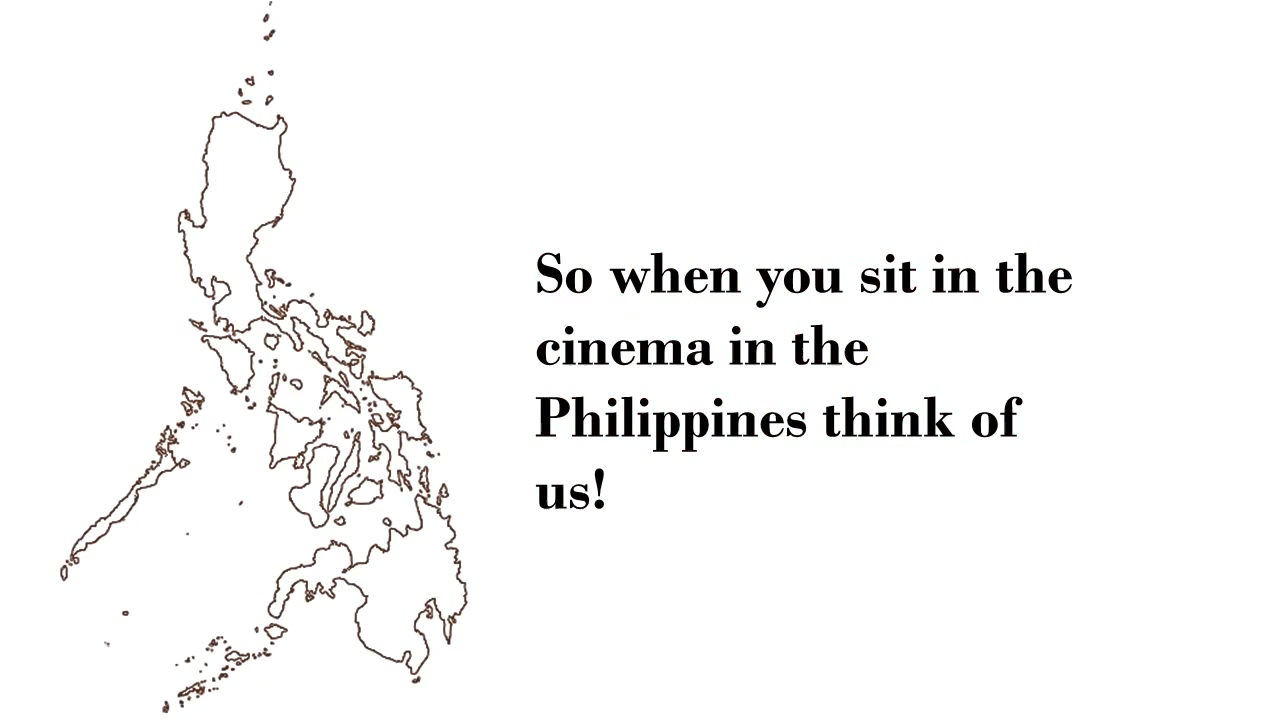 So when you sit in the
cinema in the
Philippines think of
us!